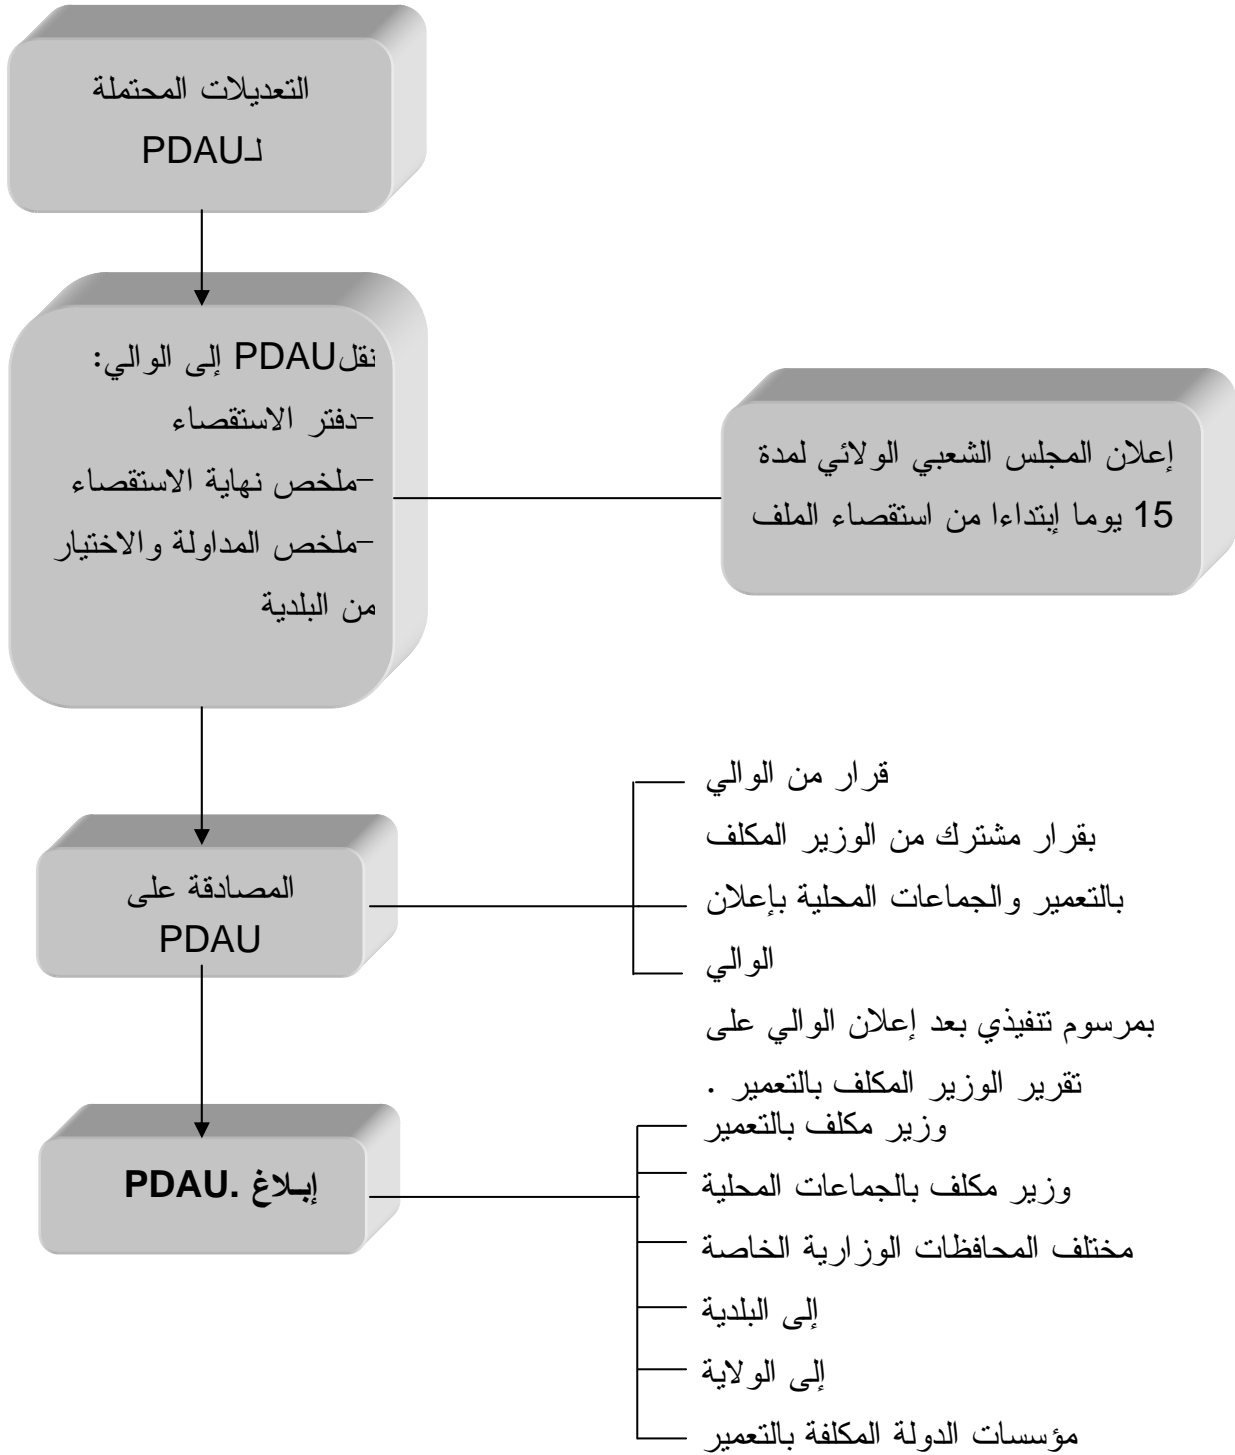 التعديلات المحتملة
لـPDAU
نقلPDAU إلى الوالي:
-دفتر الاستقصاء
-ملخص نهاية الاستقصاء
-ملخص المداولة والاختيار
من البلدية
إعلان المجلس الشعبي الولائي لمدة
15 يوما إبتداءا من استقصاء الملف
المصادقة على
PDAU
قرار من الوالي
بقرار مشترك من الوزير المكلف
بالتعمير والجماعات المحلية بإعلان
الوالي
بمرسوم تنفيذي بعد إعلان الوالي على
تقرير الوزير المكلف بالتعمير .
إبـلاغ .PDAU
وزير مكلف بالتعمير
وزير مكلف بالجماعات المحلية
مختلف المحافظات الوزارية الخاصة
إلى البلدية
إلى الولاية
مؤسسات الدولة المكلفة بالتعمير